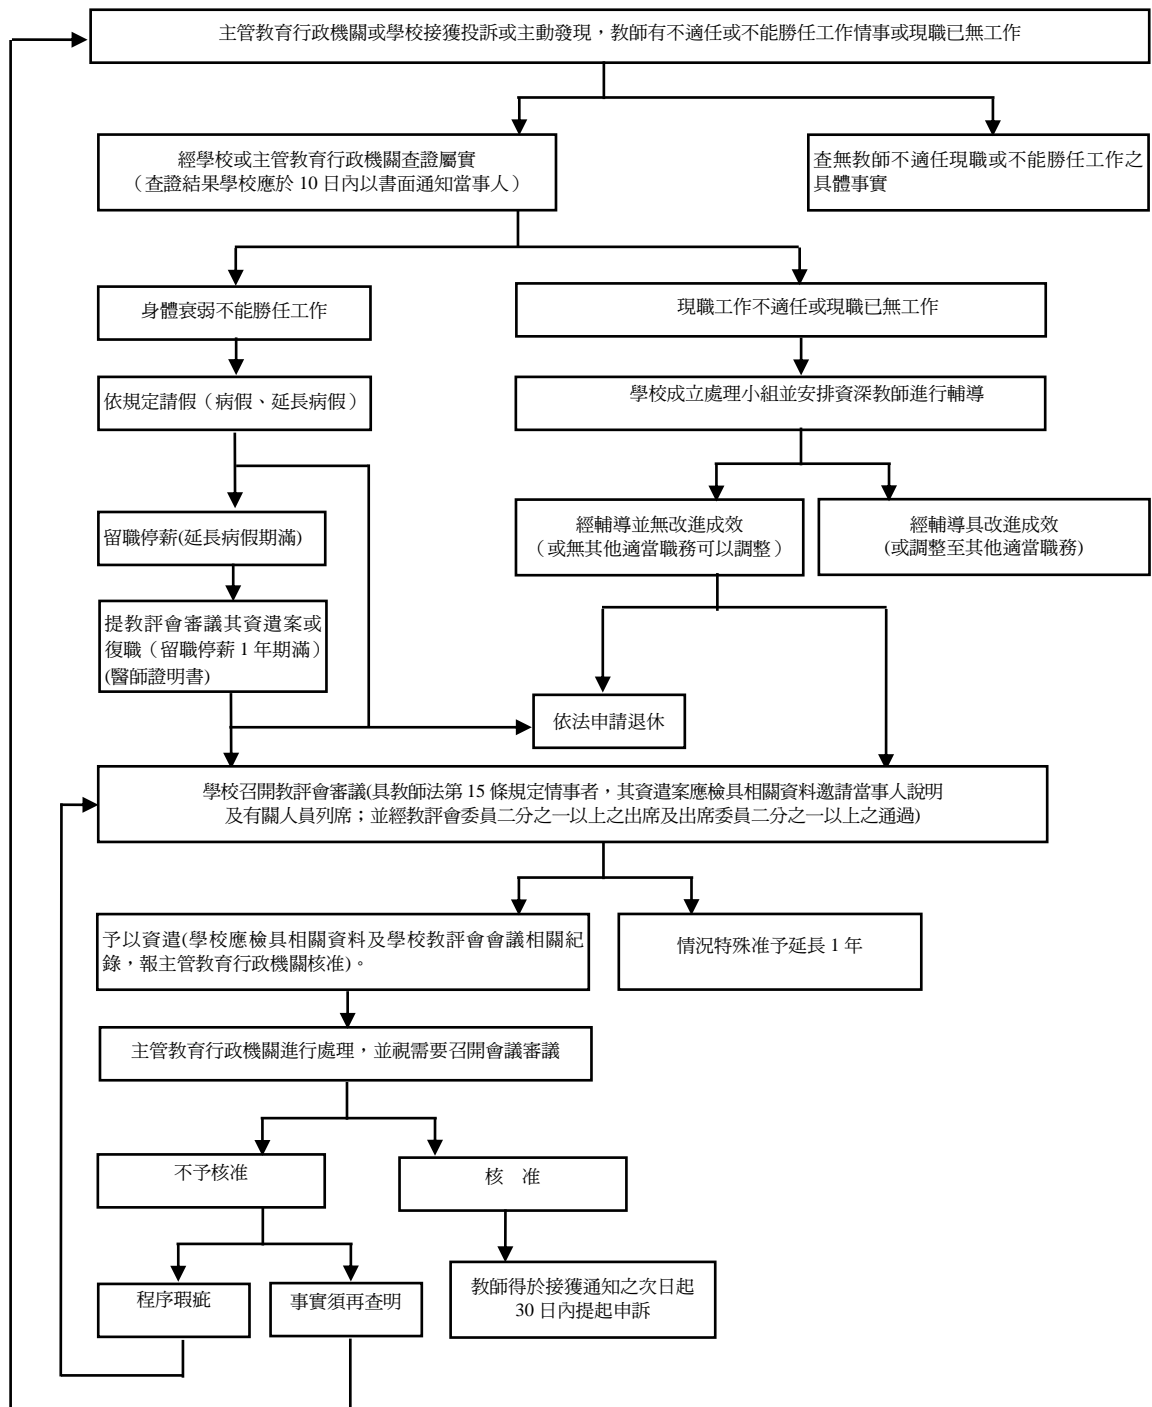 主管教育行政機關或學校接獲投訴或主動發現，教師有不適任或不能勝任工作情事或現職已無工作
經學校或主管教育行政機關查證屬實
（查證結果學校應於 10 日內以書面通知當事人）
查無教師不適任現職或不能勝任工作之
具體事實
身體衰弱不能勝任工作
現職工作不適任或現職已無工作
依規定請假（病假、延長病假）
學校成立處理小組並安排資深教師進行輔導
留職停薪(延長病假期滿)
經輔導並無改進成效
（或無其他適當職務可以調整）
經輔導具改進成效
(或調整至其他適當職務)
提教評會審議其資遣案或
復職（留職停薪 1 年期滿）
(醫師證明書)
依法申請退休
學校召開教評會審議(具教師法第 15 條規定情事者，其資遣案應檢具相關資料邀請當事人說明
及有關人員列席；並經教評會委員二分之一以上之出席及出席委員二分之一以上之通過)
予以資遣(學校應檢具相關資料及學校教評會會議相關紀
錄，報主管教育行政機關核准)。
情況特殊准予延長 1 年
主管教育行政機關進行處理，並視需要召開會議審議
不予核准
核　准
程序瑕疵
事實須再查明
教師得於接獲通知之次日起
30 日內提起申訴